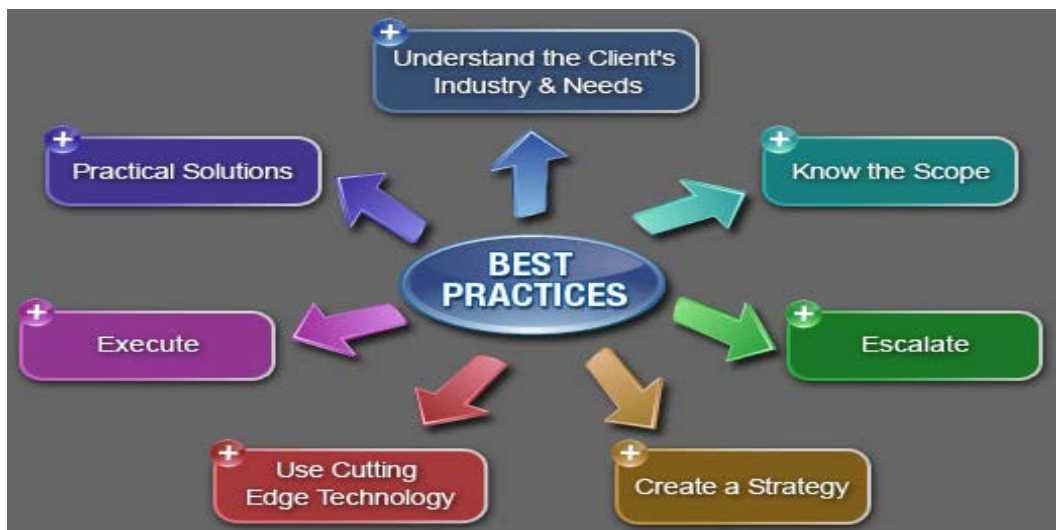 Understand the Client's
Industry & Needs
Practical Solutions
Know the Scope
BEST
PRACTICES
Execute
Escalate
Use Cutting
Edge Technology
Create a Strategy